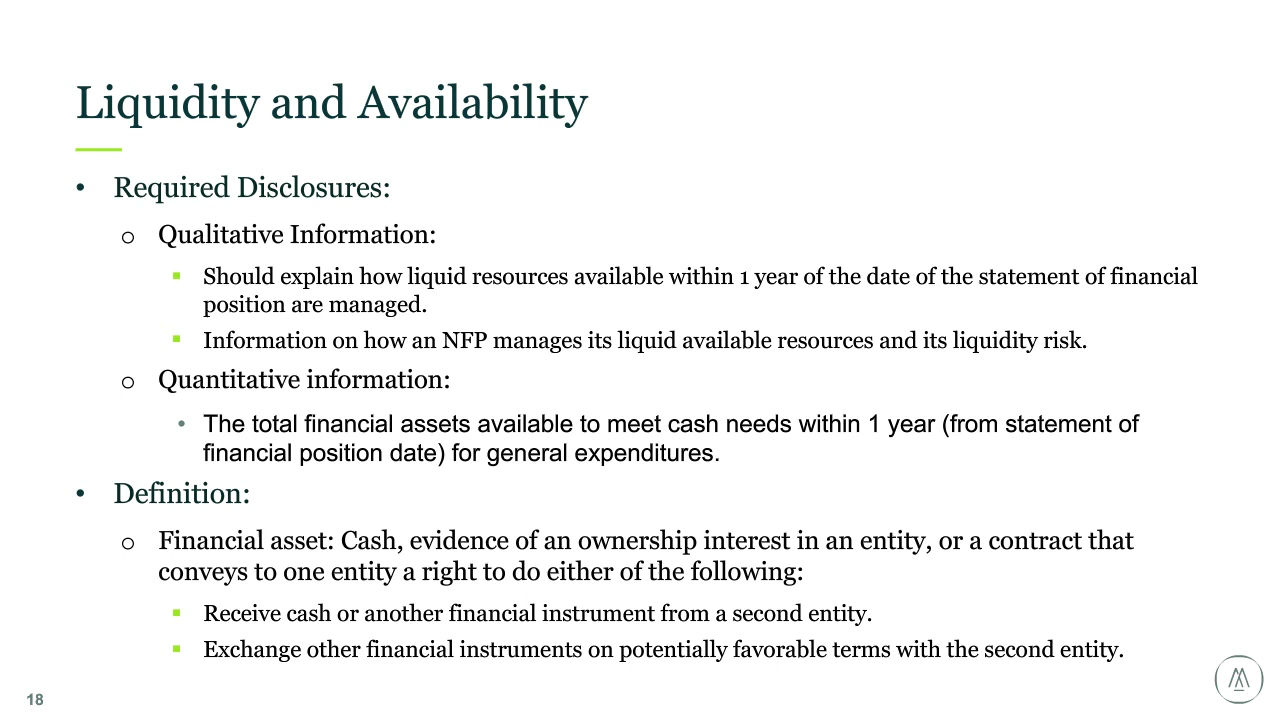 Liquidity and Availability
• Required Disclosures:
o Qualitative Information:
▪ Should explain how liquid resources available within 1 year of the date of the statement of financial
position are managed.
▪ Information on how an NFP manages its liquid available resources and its liquidity risk.
o Quantitative information:
• The total financial assets available to meet cash needs within 1 year (from statement of
financial position date) for general expenditures.
• Definition:
o Financial asset: Cash, evidence of an ownership interest in an entity, or a contract that
conveys to one entity a right to do either of the following:
▪ Receive cash or another financial instrument from a second entity.
▪ Exchange other financial instruments on potentially favorable terms with the second entity.
18